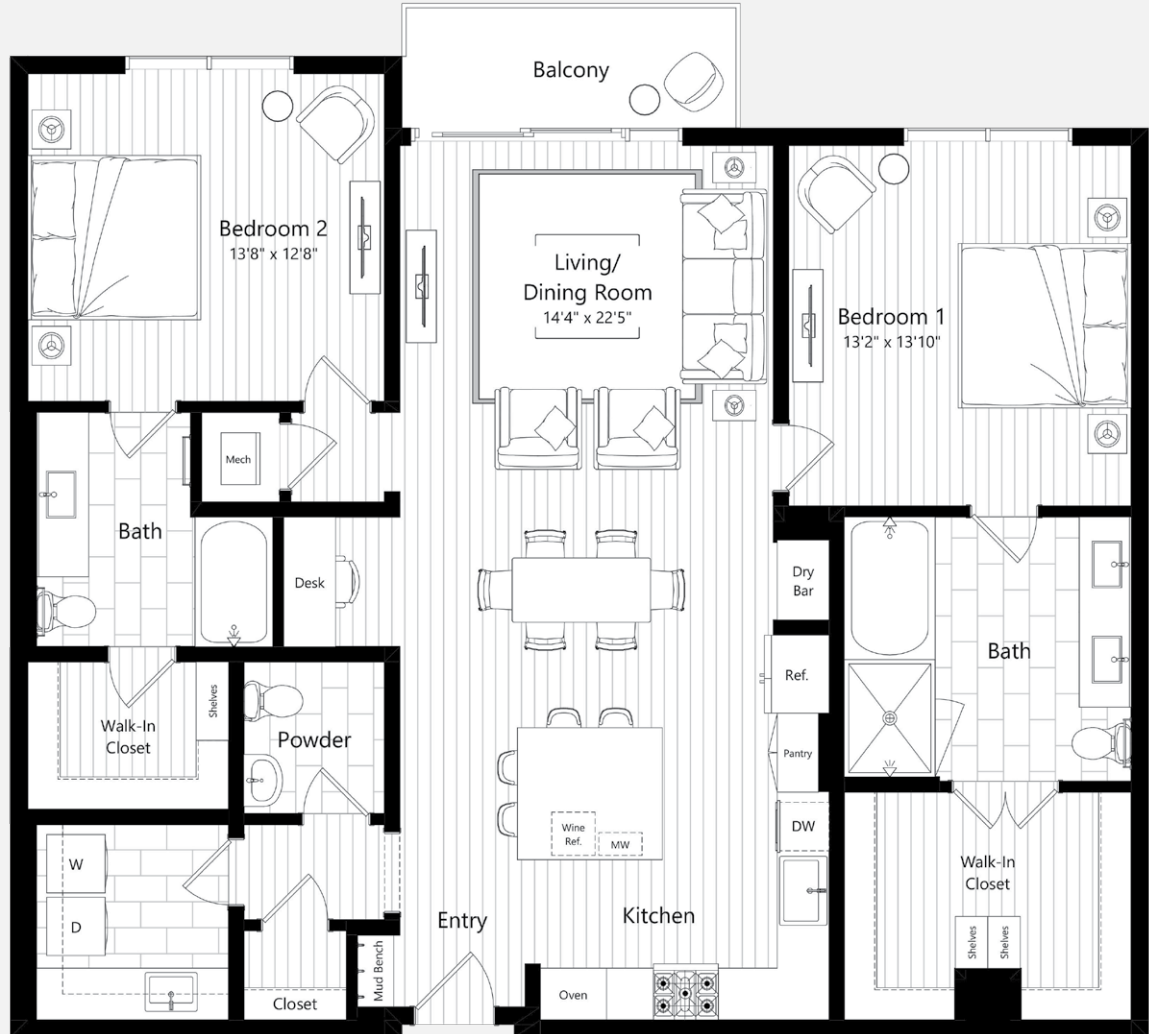 Balcony
Bedroom 2
13'8" x 12'8"
Living/
Dining Room
14'4" x 22'5"
Bedroom 1
13'2" x 13'10"
Mech
Bath
Desk
Dry
Bar
Bath
Ref.
Shelves
Walk-In
Closet
Powder
Pantry
Wine
Ref.
MW
DW
W
D
Walk-In
Closet
Entry
Kitchen
Shelves
Shelves
Mud Bench
Closet
Oven